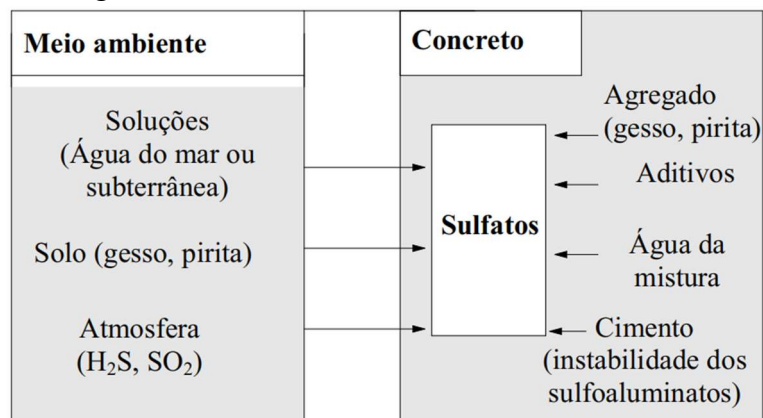 Meio ambiente
Soluções
(Água do mar ou
subterrânea)
Solo (gesso, pirita)
Atmosfera
(H₂S, SO₂)
Concreto
Sulfatos
Agregado
(gesso, pirita)
Aditivos
Água da
mistura
Cimento
(instabilidade dos
sulfoaluminatos)